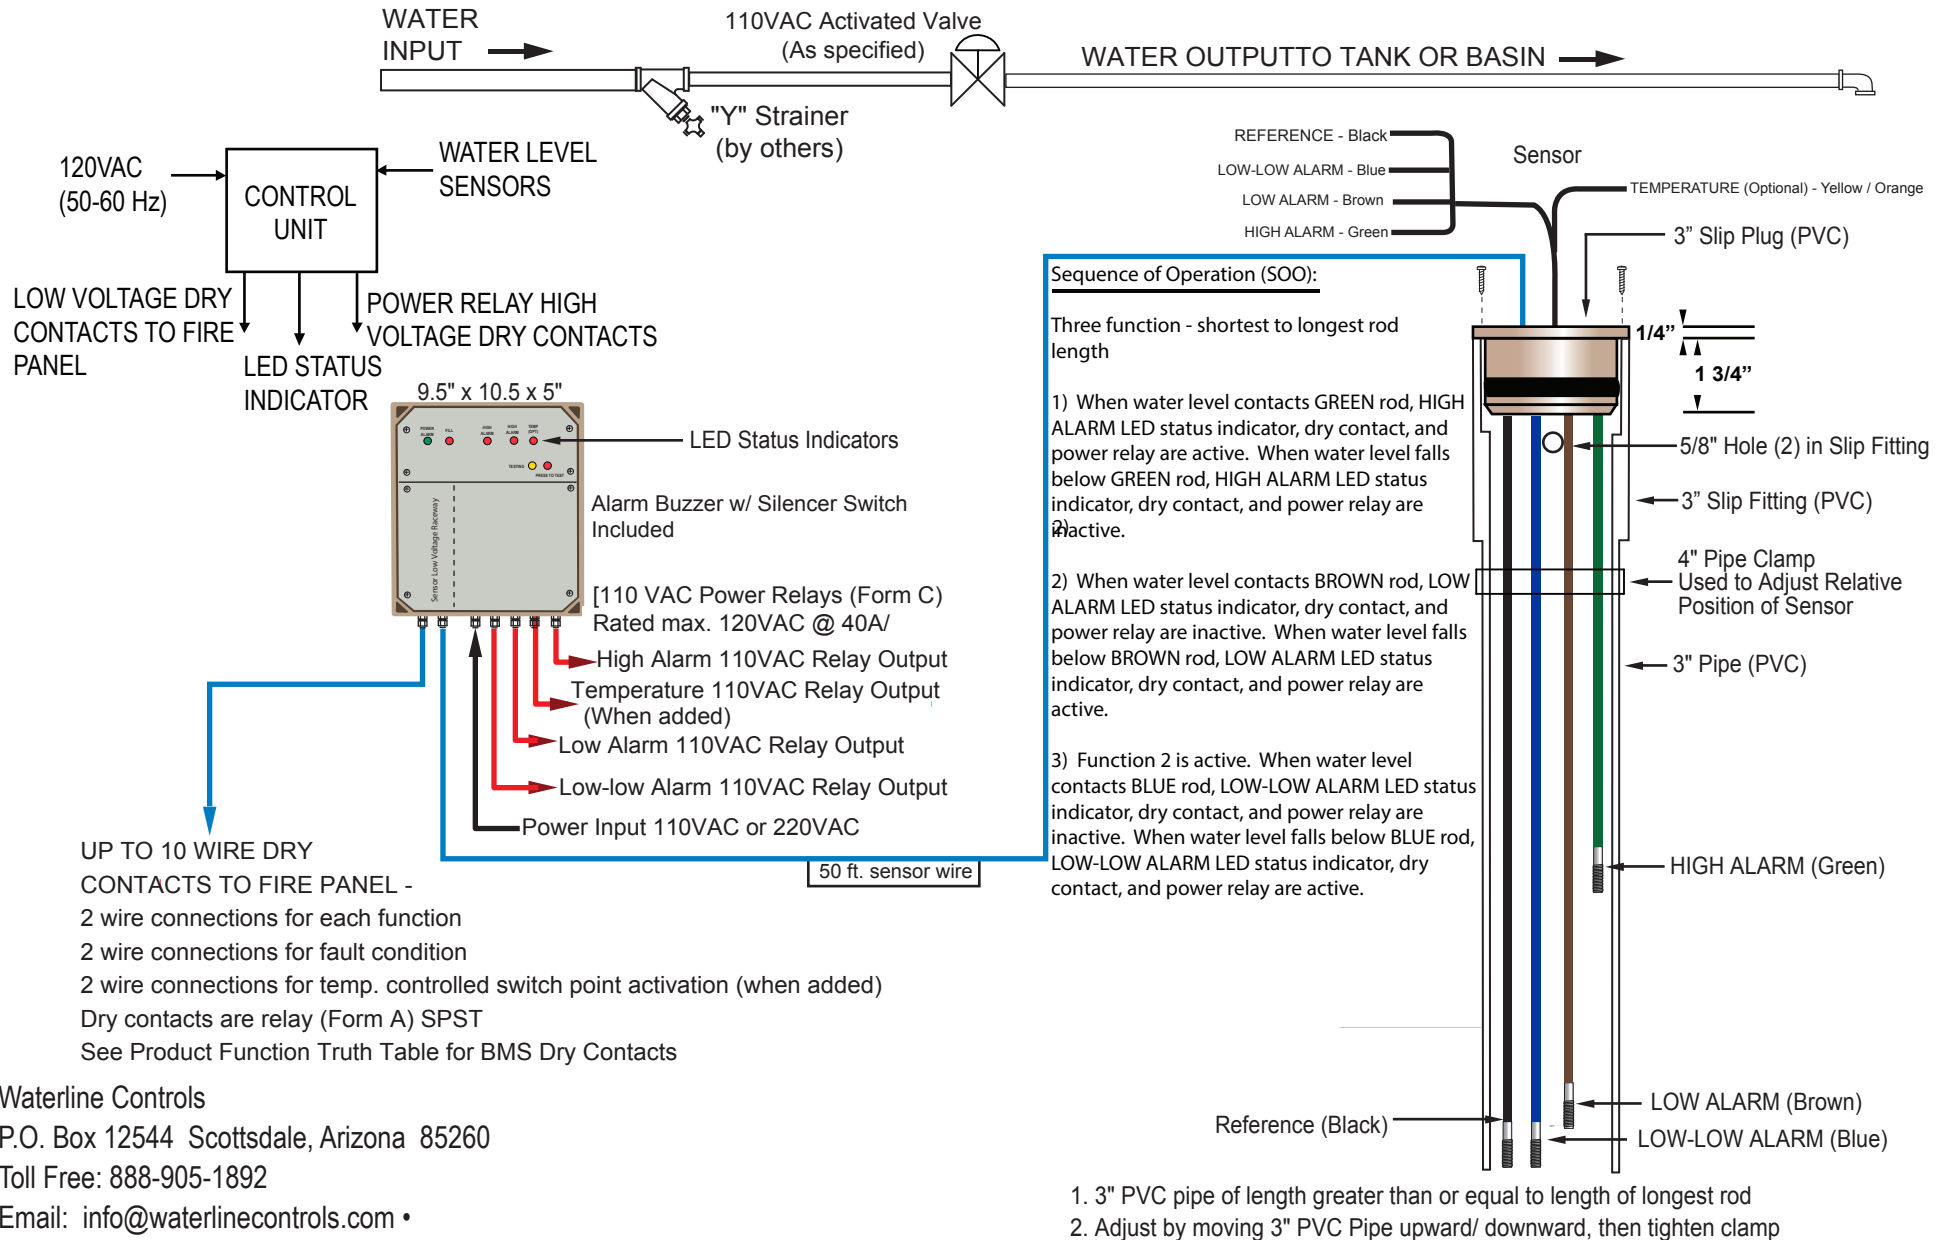 WATER
INPUT
110VAC Activated Valve
(As specified)
WATER OUTPUTTO TANK OR BASIN
"Y" Strainer
(by others)
120VAC
(50-60 Hz)
CONTROL
UNIT
WATER LEVEL
SENSORS
LOW VOLTAGE DRY
CONTACTS TO FIRE
PANEL
LED STATUS
INDICATOR
POWER RELAY HIGH
VOLTAGE DRY CONTACTS
REFERENCE - Black
LOW-LOW ALARM - Blue
LOW ALARM - Brown
HIGH ALARM - Green
Sensor
TEMPERATURE (Optional) - Yellow / Orange
3” Slip Plug (PVC)
1/4”
1 3/4”
5/8" Hole (2) in Slip Fitting
3” Slip Fitting (PVC)
4" Pipe Clamp
Used to Adjust Relative
Position of Sensor
3" Pipe (PVC)
HIGH ALARM (Green)
LOW ALARM (Brown)
LOW-LOW ALARM (Blue)
Reference (Black)
1. 3" PVC pipe of length greater than or equal to length of longest rod
2. Adjust by moving 3" PVC Pipe upward/ downward, then tighten clamp
Sequence of Operation (SOO):
Three function - shortest to longest rod
length
1) When water level contacts GREEN rod, HIGH
ALARM LED status indicator, dry contact, and
power relay are active. When water level falls
below GREEN rod, HIGH ALARM LED status
indicator, dry contact, and power relay are
2)
inactive.
2) When water level contacts BROWN rod, LOW
ALARM LED status indicator, dry contact, and
power relay are inactive. When water level falls
below BROWN rod, LOW ALARM LED status
indicator, dry contact, and power relay are
active.
3) Function 2 is active. When water level
contacts BLUE rod, LOW-LOW ALARM LED status
indicator, dry contact, and power relay are
inactive. When water level falls below BLUE rod,
LOW-LOW ALARM LED status indicator, dry
contact, and power relay are active.
9.5" x 10.5 x 5"
POWER
ALARM
FILL
HIGH
ALARM
HIGH
ALARM
TEMP
(OPT)
TESTING
PRESS TO TEST
Sensor Low Voltage Raceway
LED Status Indicators
Alarm Buzzer w/ Silencer Switch
Included
[110 VAC Power Relays (Form C)
Rated max. 120VAC @ 40A/
High Alarm 110VAC Relay Output
Temperature 110VAC Relay Output
(When added)
Low Alarm 110VAC Relay Output
Low-low Alarm 110VAC Relay Output
Power Input 110VAC or 220VAC
50 ft. sensor wire
UP TO 10 WIRE DRY
CONTACTS TO FIRE PANEL -
2 wire connections for each function
2 wire connections for fault condition
2 wire connections for temp. controlled switch point activation (when added)
Dry contacts are relay (Form A) SPST
See Product Function Truth Table for BMS Dry Contacts
Waterline Controls
P.O. Box 12544 Scottsdale, Arizona 85260
Toll Free: 888-905-1892
Email: info@waterlinecontrols.com •